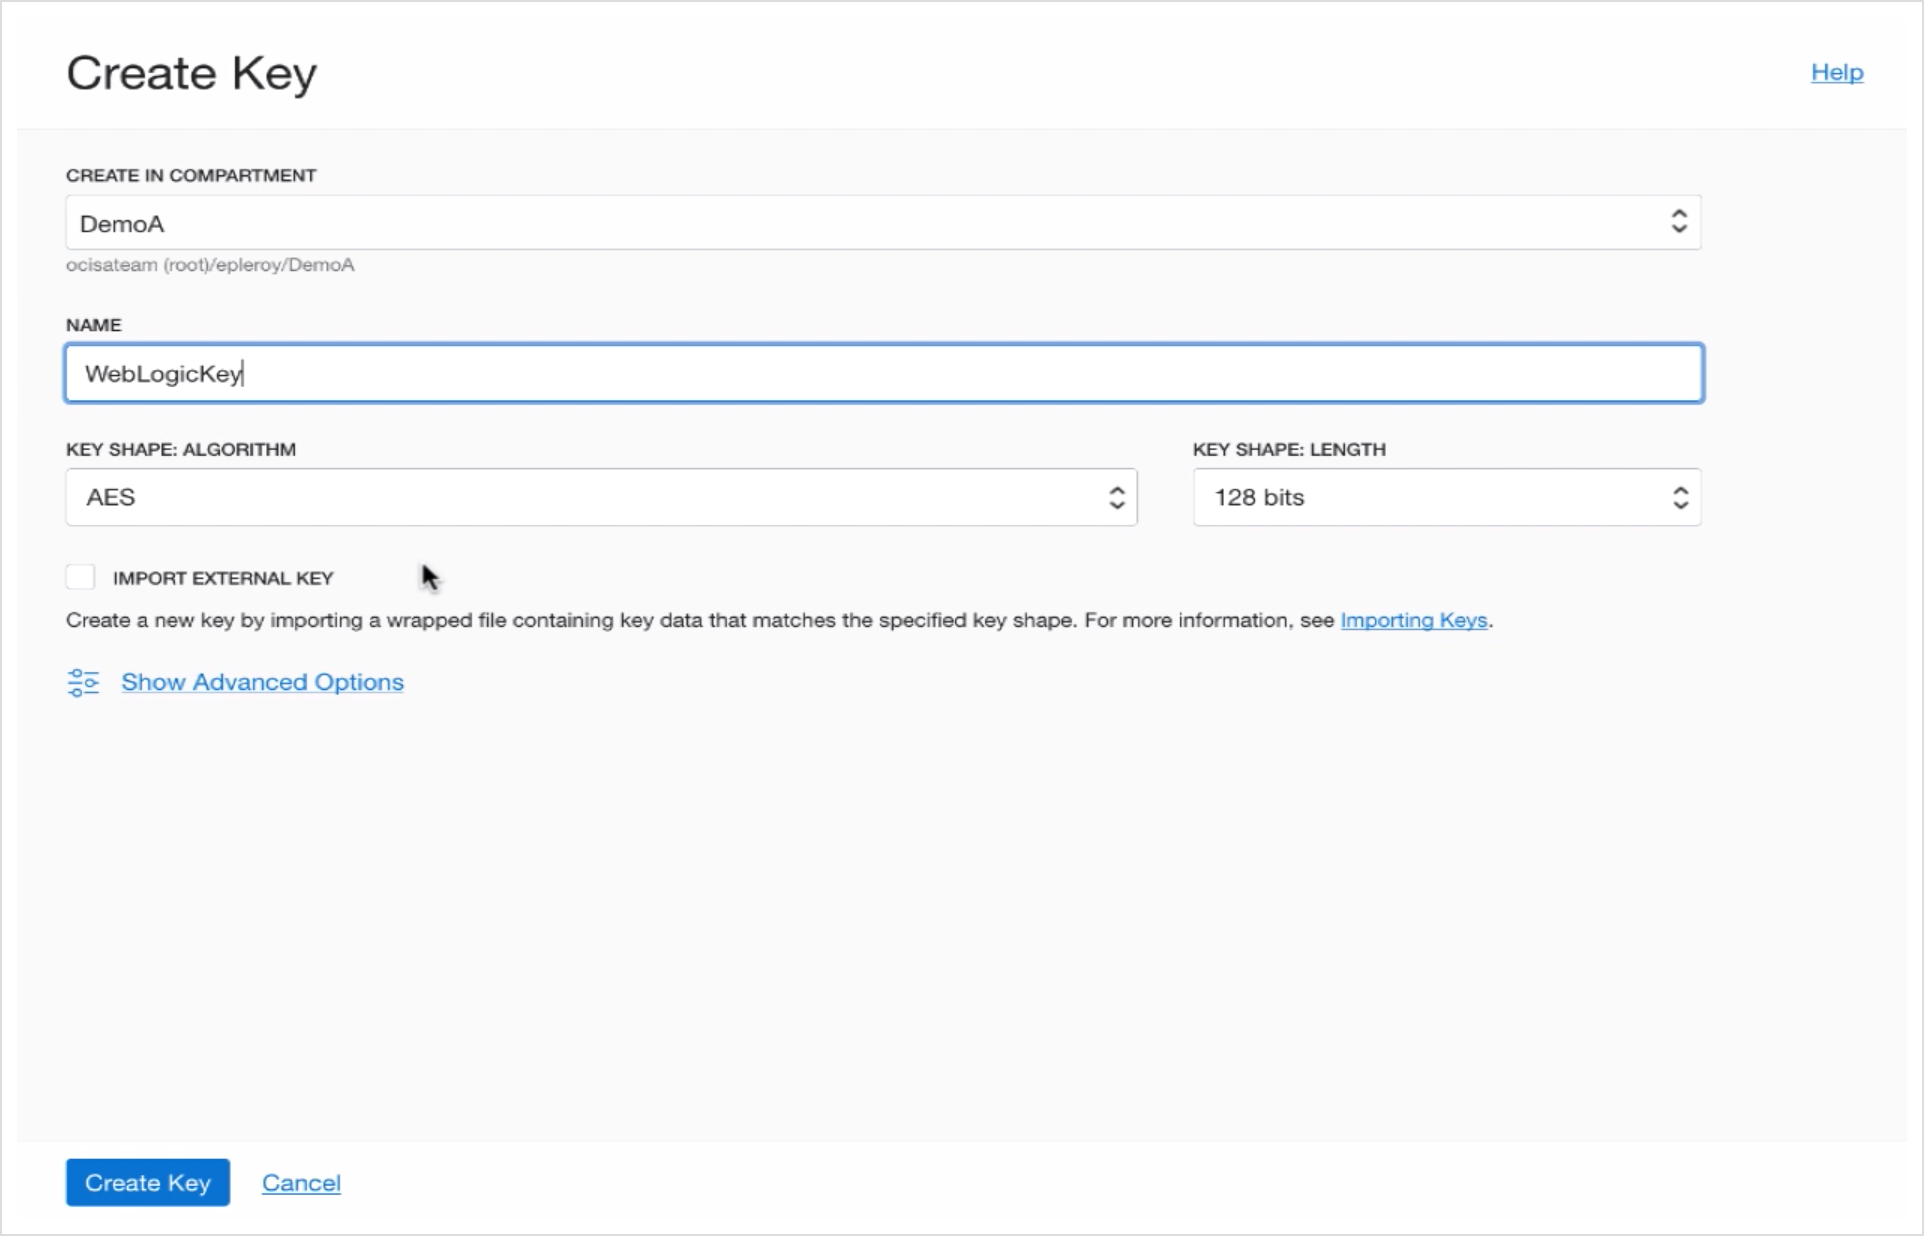 Create Key
Help
CREATE IN COMPARTMENT
DemoA
ocisateam (root)/epleroy/DemoA
NAME
WebLogicKey
KEY SHAPE: ALGORITHM
KEY SHAPE: LENGTH
AES
128 bits
IMPORT EXTERNAL KEY
Create a new key by importing a wrapped file containing key data that matches the specified key shape. For more information, see Importing Keys.
Show Advanced Options
Create Key
Cancel